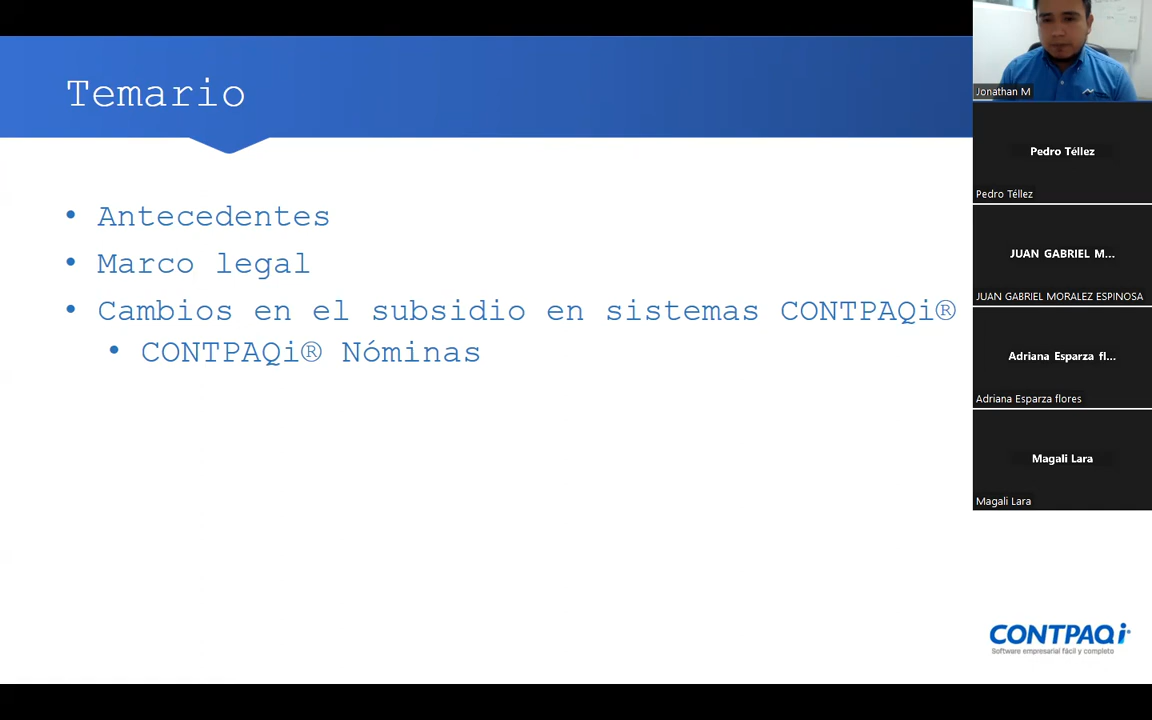 Temario
• Antecedentes
• Marco legal
• Cambios en el subsidio en sistemas CONTPAQi®
• CONTPAQi® Nóminas
Jonathan M
Pedro Téllez
Pedro Téllez
JUAN GABRIEL M...
JUAN GABRIEL MORALEZ ESPINOSA
Adriana Esparza fl...
Adriana Esparza flores
Magali Lara
Magali Lara
CONTPAQi®
Software empresarial fácil y completo